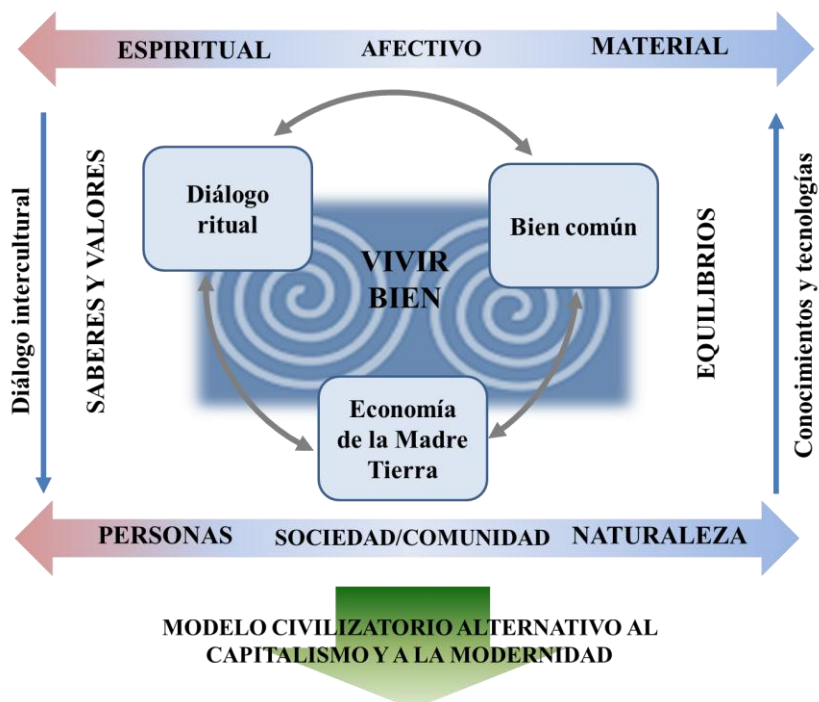 ESPIRITUAL AFECTIVO MATERIAL
Diálogo intercultural
SABERES Y VALORES
Diálogo
ritual
VIVIR
BIEN
Bien común
Economía
de la Madre
Tierra
EQUILIBRIOS
Conocimientos y tecnologías
PERSONAS SOCIEDAD/COMUNIDAD NATURALEZA
MODELO CIVILIZATORIO ALTERNATIVO AL
CAPITALISMO Y A LA MODERNIDAD